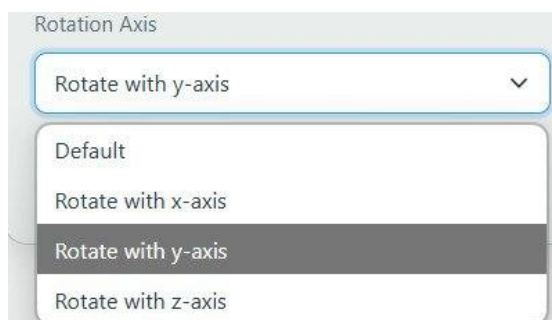 Rotation Axis
Rotate with y-axis
Default
Rotate with x-axis
Rotate with y-axis
Rotate with z-axis